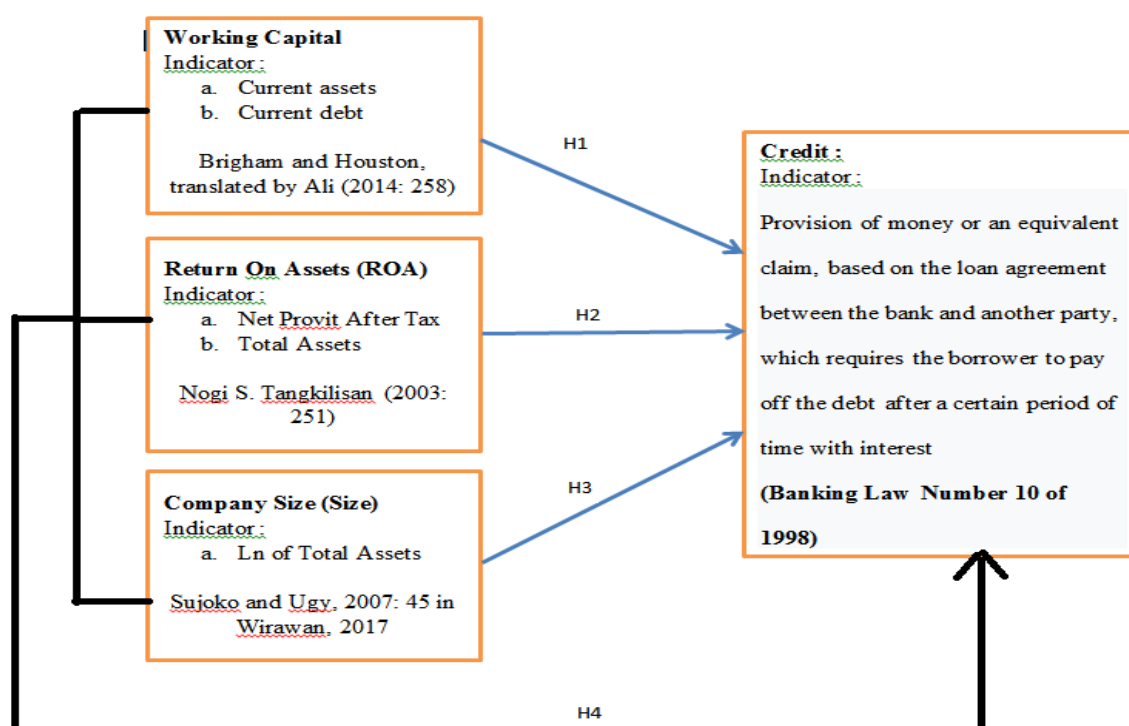 Working Capital
Indicator :
a. Current assets
b. Current debt
Brigham and Houston,
translated by Ali (2014: 258)
Return On Assets (ROA)
Indicator :
a. Net Provit After Tax
b. Total Assets
Nogi S. Tangkilisan (2003:
251)
Company Size (Size)
Indicator :
a. Ln of Total Assets
Sujoko and Ugy, 2007: 45 in
Wirawan, 2017
H1
H2
H3
H4
Credit :
Indicator :
Provision of money or an equivalent
claim, based on the loan agreement
between the bank and another party,
which requires the borrower to pay
off the debt after a certain period of
time with interest
(Banking Law Number 10 of
1998)